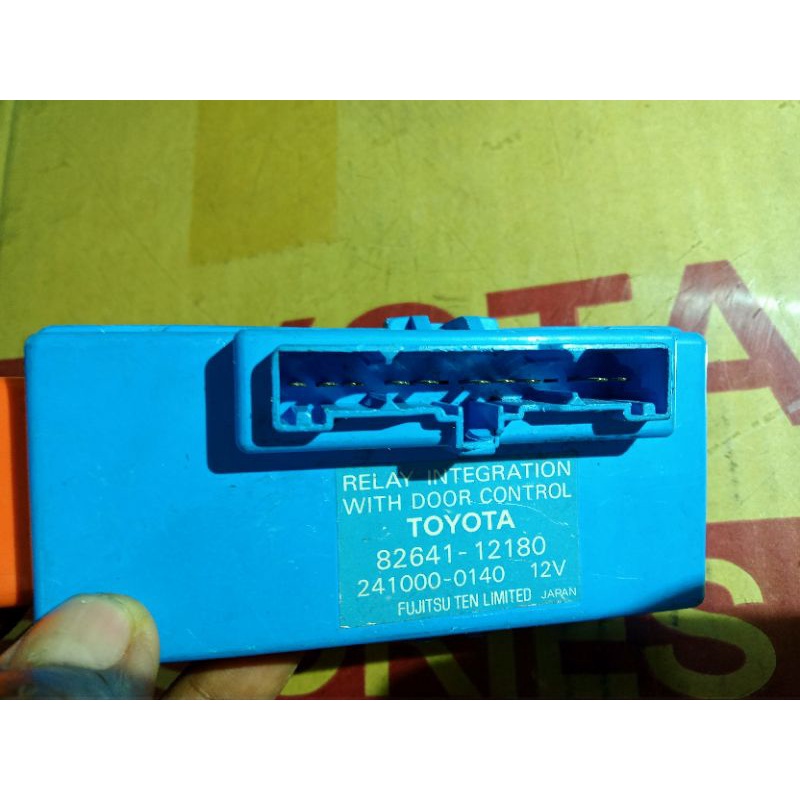 RELAY INTEGRATION
WITH DOOR CONTROL
TOYOTA
82641-12180
241000-0140 12V
FUJITSU TEN LIMITED JAPAN